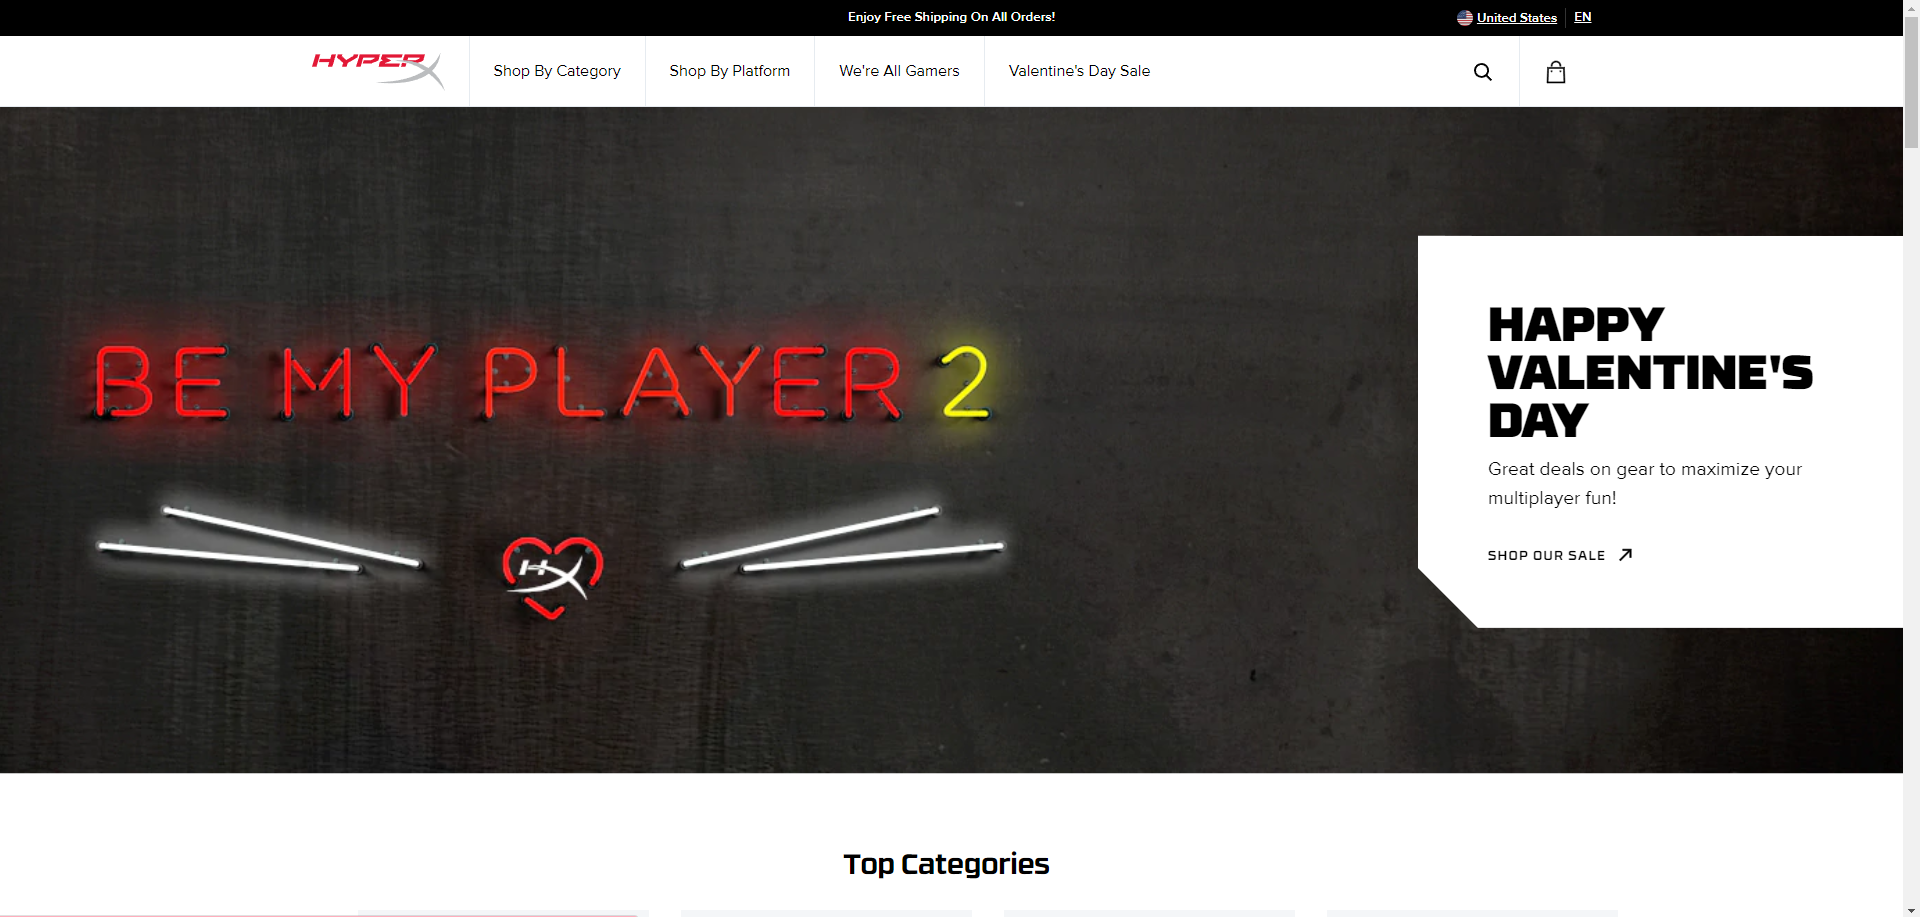 Enjoy Free Shipping On All Orders!
United States
EN
HYPERX
Shop By Category
Shop By Platform
We're All Gamers
Valentine's Day Sale
BE MY PLAYER 2
HX
HAPPY
VALENTINE'S
DAY
Great deals on gear to maximize your
multiplayer fun!
SHOP OUR SALE
Top Categories